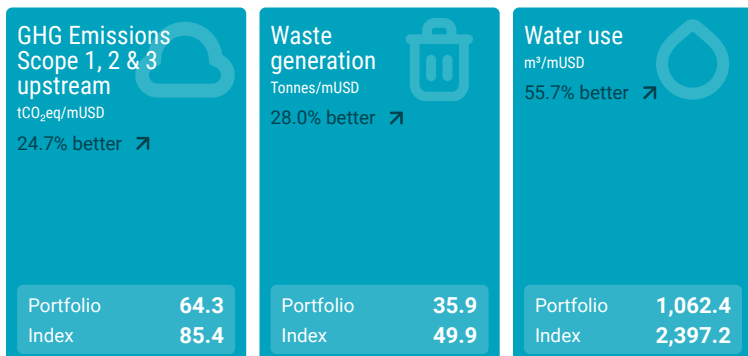 GHG Emissions
Scope 1, 2 & 3
upstream
tCO₂eq/mUSD
24.7% better
Portfolio 64.3
Index 85.4
Waste
generation
Tonnes/mUSD
28.0% better
Portfolio 35.9
Index 49.9
Water use
m³/mUSD
55.7% better
Portfolio 1,062.4
Index 2,397.2